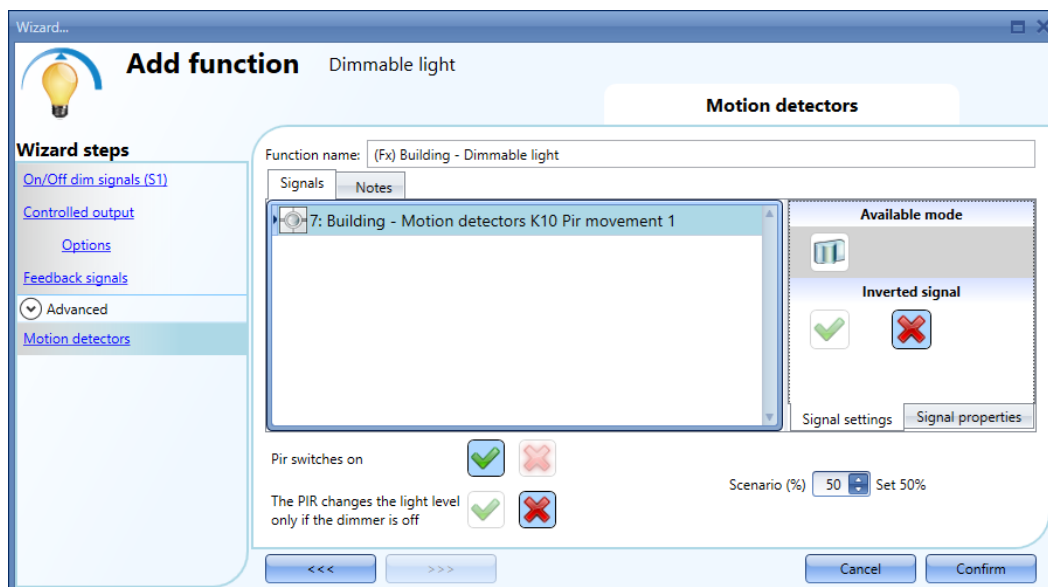 Wizard...
Add function Dimmable light
Motion detectors
Wizard steps
On/Off dim signals (S1)
Controlled output
Options
Feedback signals
Advanced
Motion detectors
Function name: (Fx) Building - Dimmable light
Signals Notes
7: Building - Motion detectors K10 Pir movement 1
Available mode
Inverted signal
Signal settings Signal properties
Pir switches on
The PIR changes the light level
only if the dimmer is off
Scenario (%) 50 Set 50%
<<< >>> Cancel Confirm